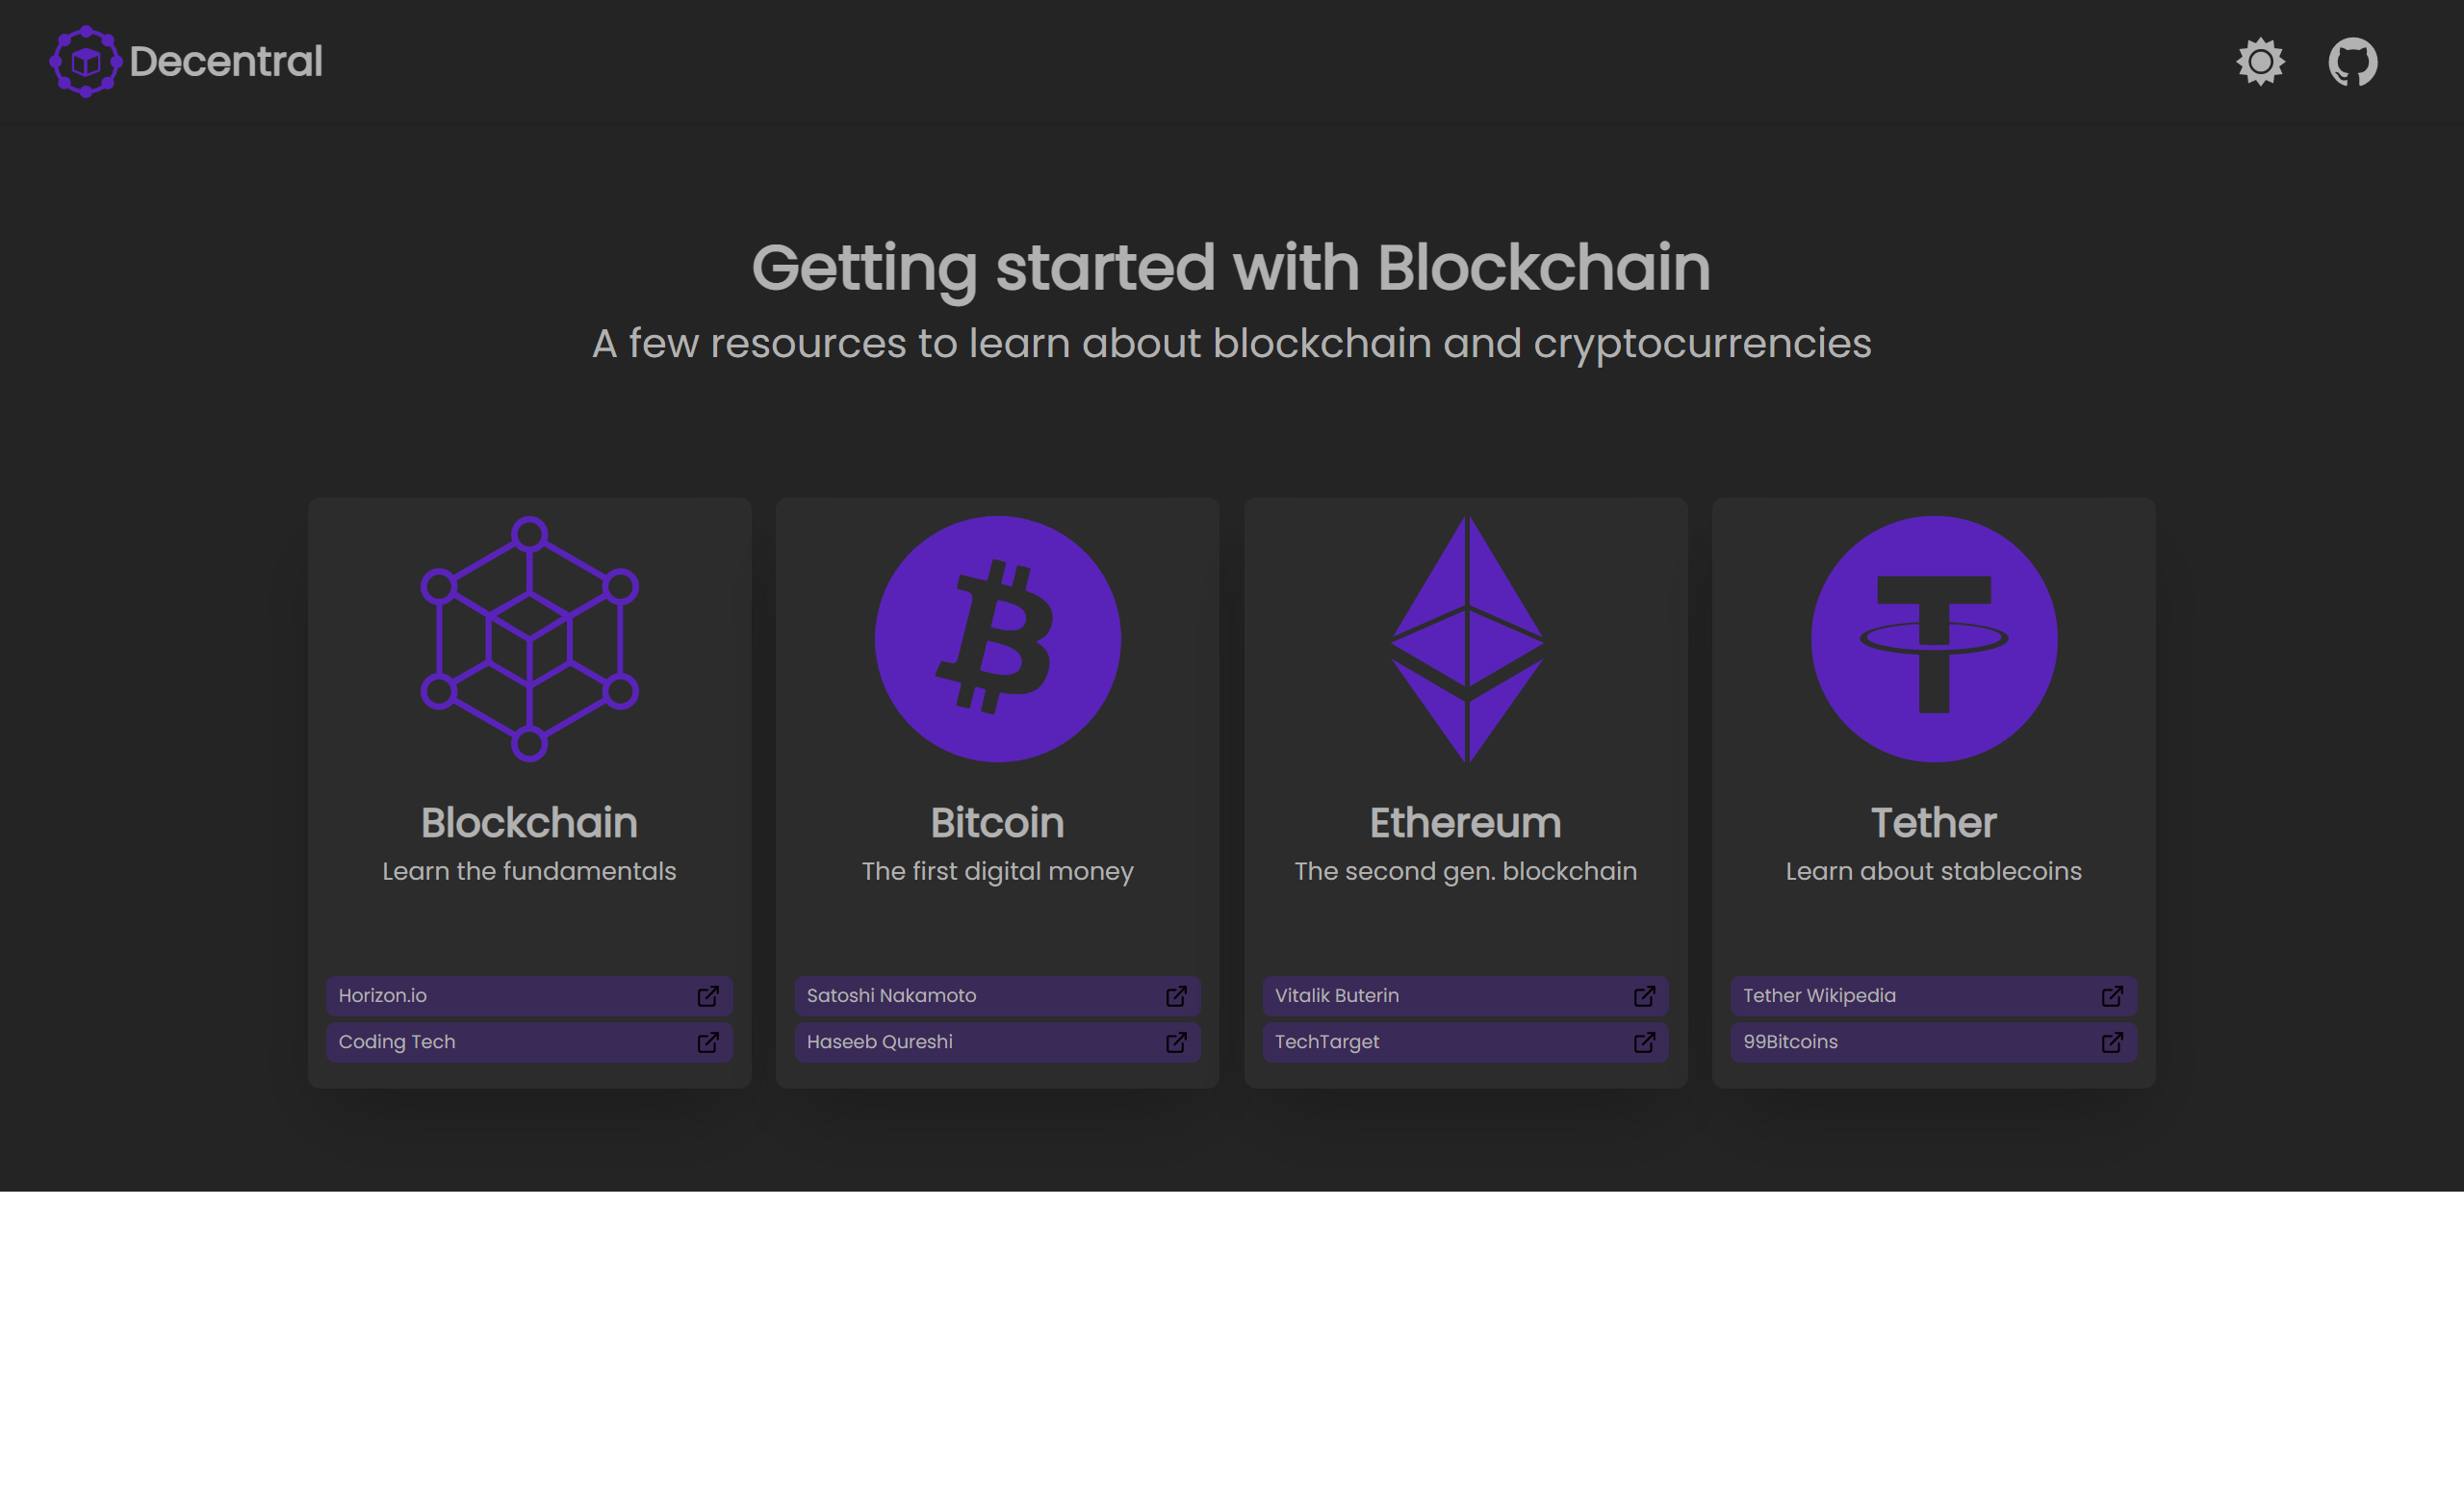 Decentral
Getting started with Blockchain
A few resources to learn about blockchain and cryptocurrencies
Blockchain
Learn the fundamentals
Horizon.io
Coding Tech
Bitcoin
The first digital money
Satoshi Nakamoto
Haseeb Qureshi
Ethereum
The second gen. blockchain
Vitalik Buterin
TechTarget
Tether
Learn about stablecoins
Tether Wikipedia
99Bitcoins